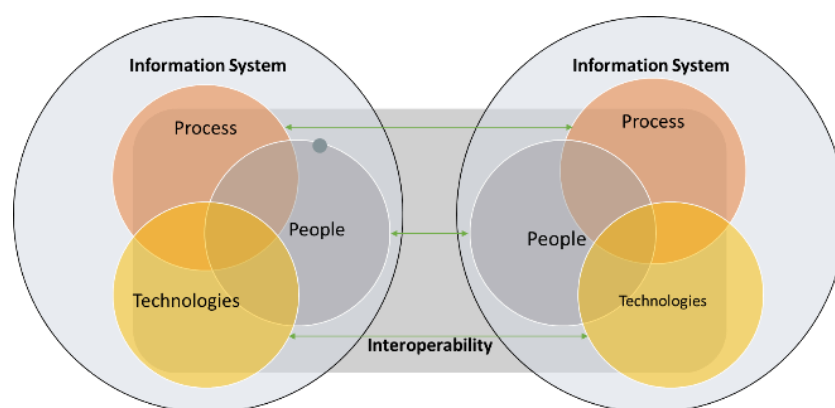 Information System
Information System
Process
Process
People
People
Technologies
Technologies
Interoperability